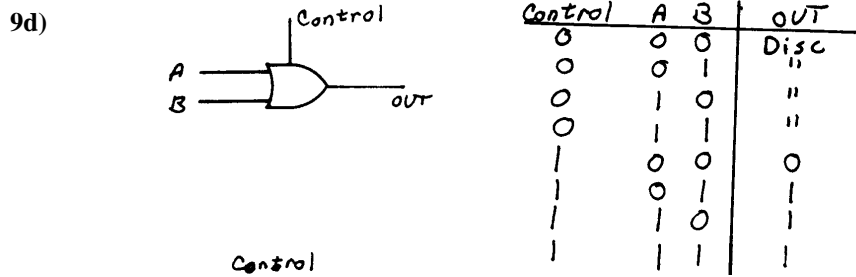 9d)
Control
A
B
OUT
Control A B OUT
0 0 0 Disc
0 0 1 "
0 1 0 "
0 1 1 "
1 0 0 0
1 0 1 1
1 1 0 1
1 1 1 1
Control